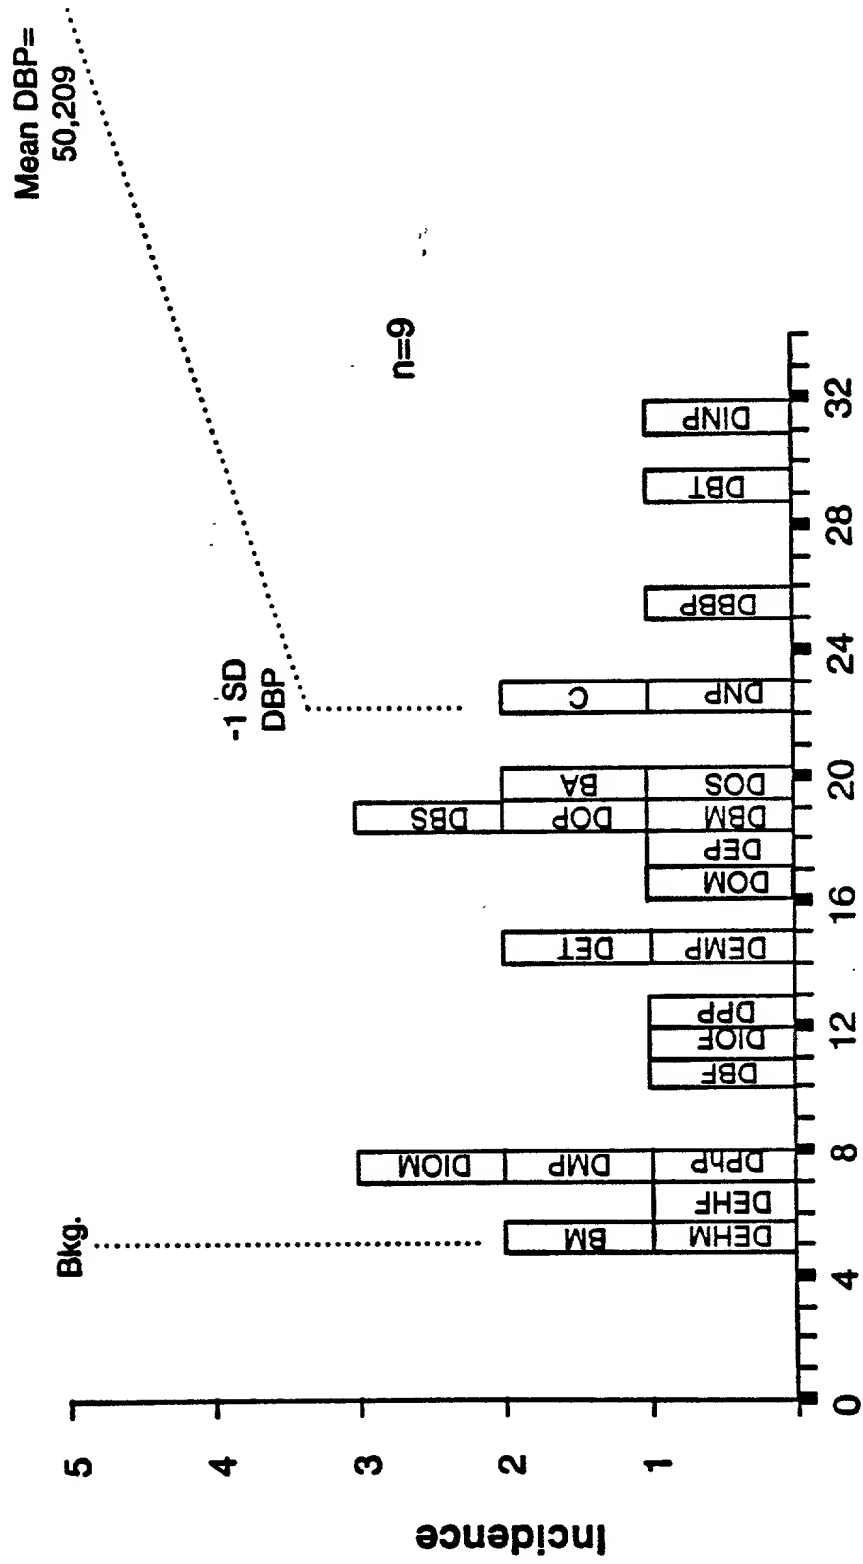 Mean DBP=
50,209
Bkg.
-1 SD
DBP
n=9
Incidence
5
4
3
2
1
BM
DEHM
DEHF
DIOM
DMP
DPhP
DBF
DIOF
DPP
DET
DEMP
DOM
DEP
DBS
DOP
DBM
BA
DOS
C
DNP
DBBP
DBT
DINP
0 4 8 12 16 20 24 28 32